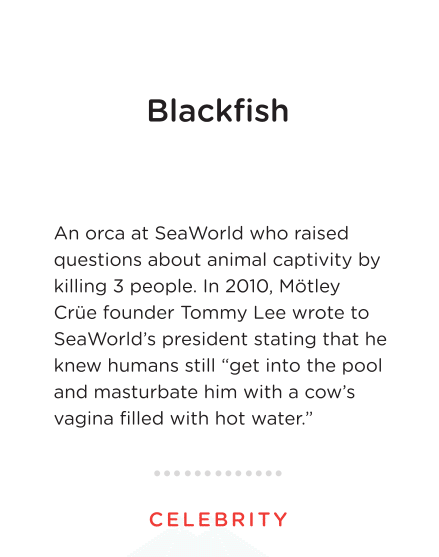 Blackfish
An orca at SeaWorld who raised
questions about animal captivity by
killing 3 people. In 2010, Mötley
Crüe founder Tommy Lee wrote to
SeaWorld’s president stating that he
knew humans still “get into the pool
and masturbate him with a cow’s
vagina filled with hot water.”
CELEBRITY